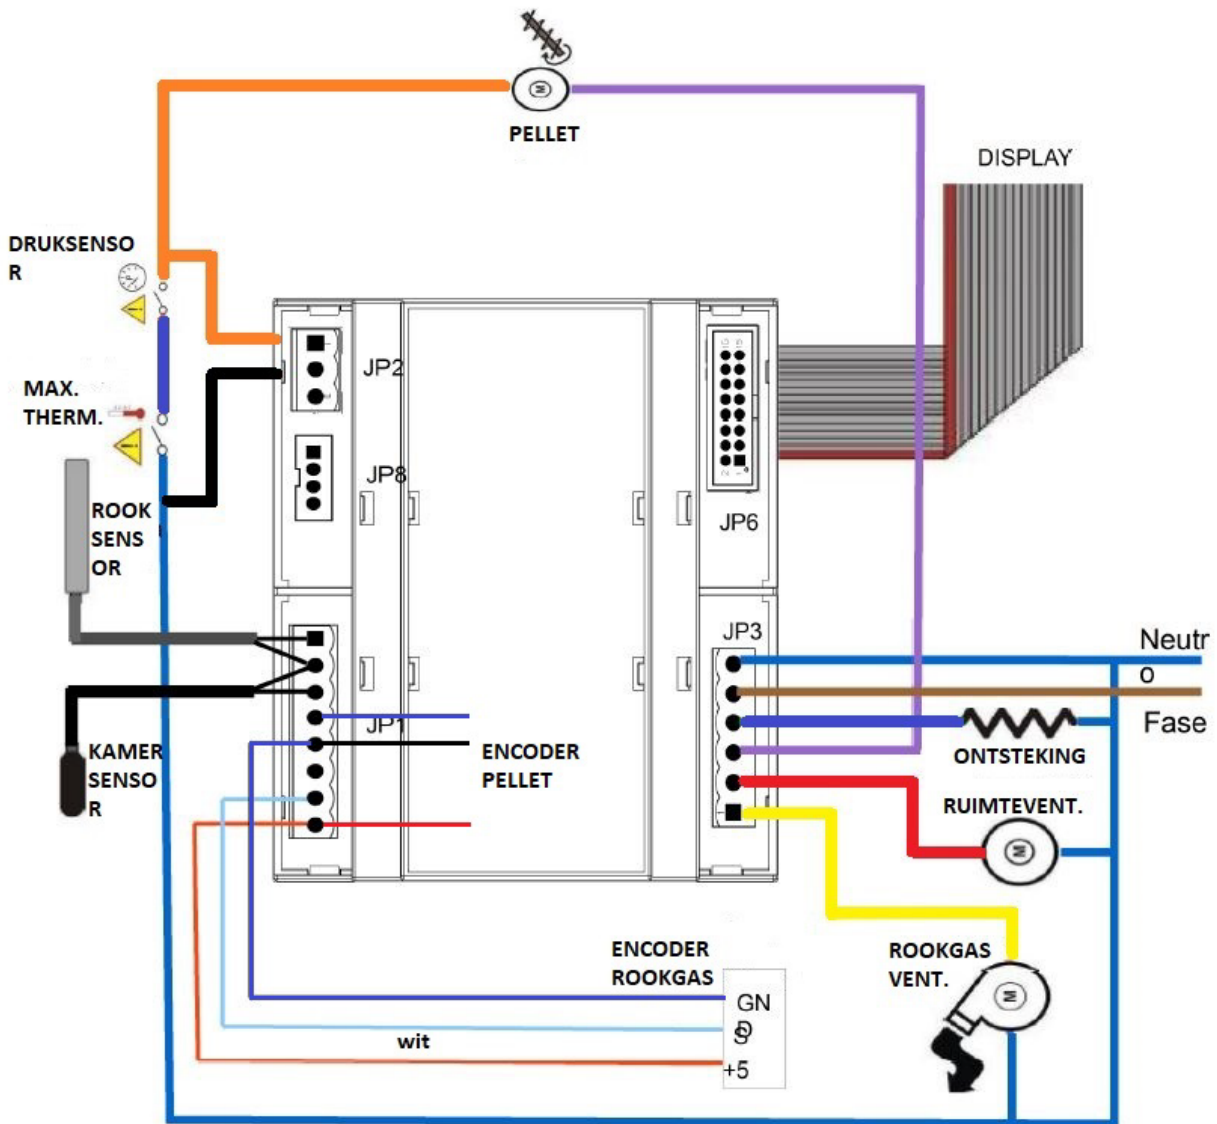 PELLET
DISPLAY
DRUKSENSO
R
JP2
MAX.
THERM.
JP8
ROOK
SENS
OR
JP6
JP3
Neutr
o
Fase
KAMER
SENSO
R
JP1
ENCODER
PELLET
ONTSTEKING
RUIMTEVENT.
M
ENCODER
ROOKGAS
ROOKGAS
VENT.
M
GN
D
S
wit
+5
M